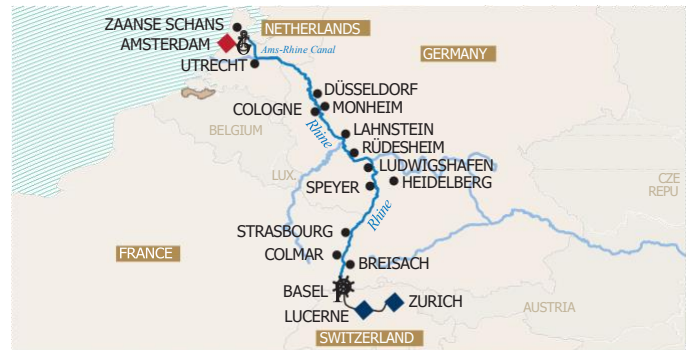 ZAANSE SCHANS
NETHERLANDS
AMSTERDAM
Ams-Rhine Canal
GERMANY
UTRECHT
DÜSSELDORF
MONHEIM
COLOGNE
Rhine
BELGIUM
LAHNSTEIN
RÜDESHEIM
LUDWIGSHAFEN
LUX.
HEIDELBERG
CZE
REPU
SPEYER
Rhine
STRASBOURG
FRANCE
COLMAR
BREISACH
BASEL
ZURICH
LUCERNE
AUSTRIA
SWITZERLAND